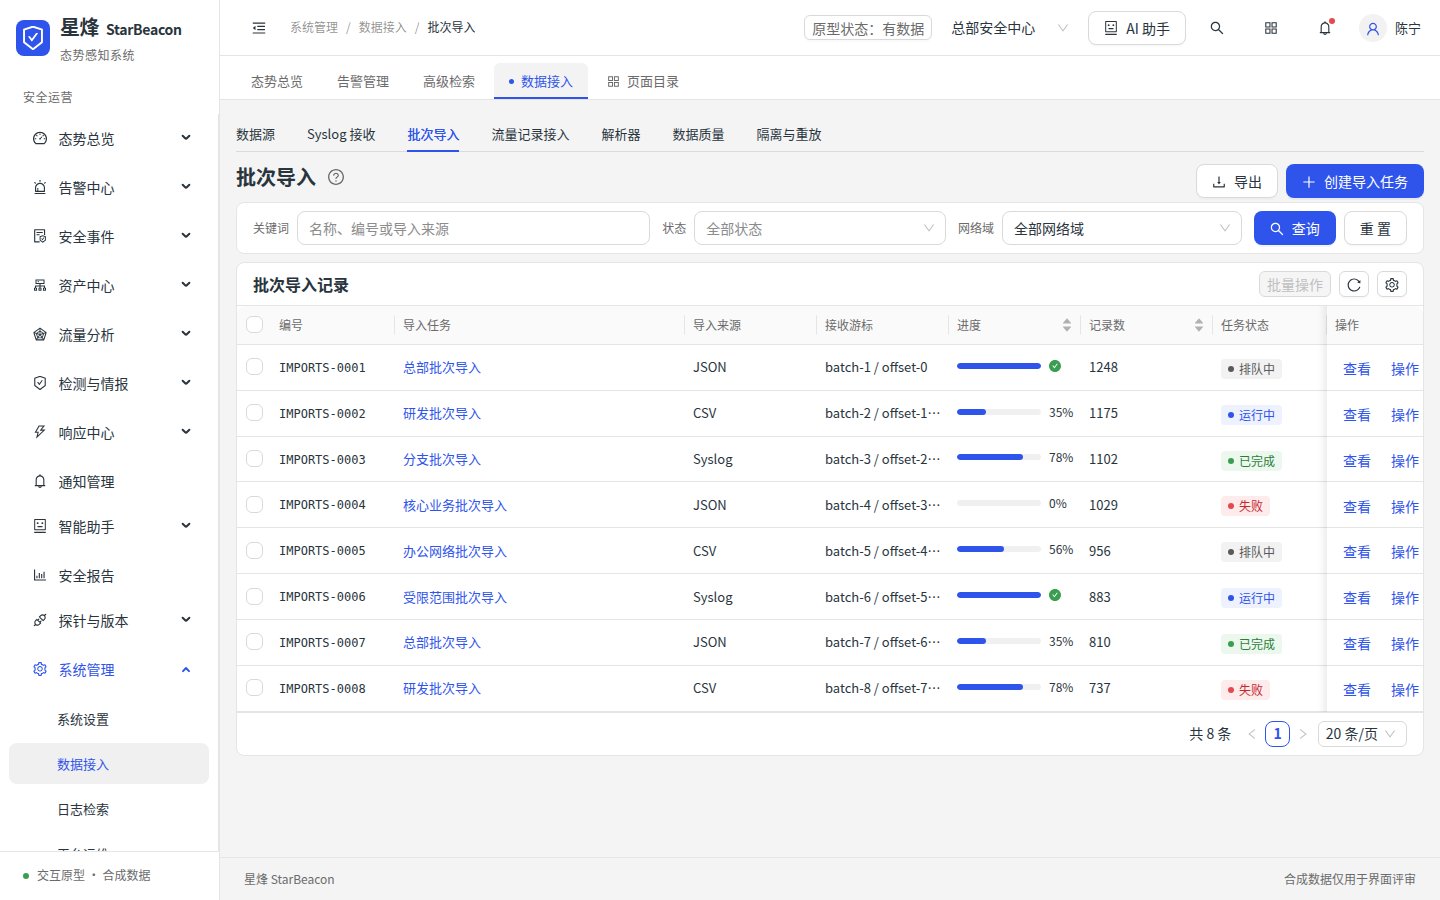 星烽 StarBeacon
态势感知系统
安全运营
态势总览
告警中心
安全事件
资产中心
流量分析
检测与情报
响应中心
通知管理
智能助手
安全报告
探针与版本
系统管理
系统设置
数据接入
日志检索
交互原型 · 合成数据
系统管理 / 数据接入 / 批次导入
原型状态：有数据
总部安全中心
AI 助手
陈宁
态势总览 告警管理 高级检索 数据接入 页面目录
数据源 Syslog 接收 批次导入 流量记录接入 解析器 数据质量 隔离与重放
批次导入
导出
创建导入任务
关键词 名称、编号或导入来源 状态 全部状态 网络域 全部网络域 查询 重 置
批次导入记录
批量操作
编号 导入任务 导入来源 接收游标 进度 记录数 任务状态 操作
IMPORTS-0001 总部批次导入 JSON batch-1 / offset-0 1248 排队中 查看 操作
IMPORTS-0002 研发批次导入 CSV batch-2 / offset-1··· 35% 1175 运行中 查看 操作
IMPORTS-0003 分支批次导入 Syslog batch-3 / offset-2··· 78% 1102 已完成 查看 操作
IMPORTS-0004 核心业务批次导入 JSON batch-4 / offset-3··· 0% 1029 失败 查看 操作
IMPORTS-0005 办公网络批次导入 CSV batch-5 / offset-4··· 56% 956 排队中 查看 操作
IMPORTS-0006 受限范围批次导入 Syslog batch-6 / offset-5··· 883 运行中 查看 操作
IMPORTS-0007 总部批次导入 JSON batch-7 / offset-6··· 35% 810 已完成 查看 操作
IMPORTS-0008 研发批次导入 CSV batch-8 / offset-7··· 78% 737 失败 查看 操作
共 8 条 1 20 条/页
星烽 StarBeacon
合成数据仅用于界面评审